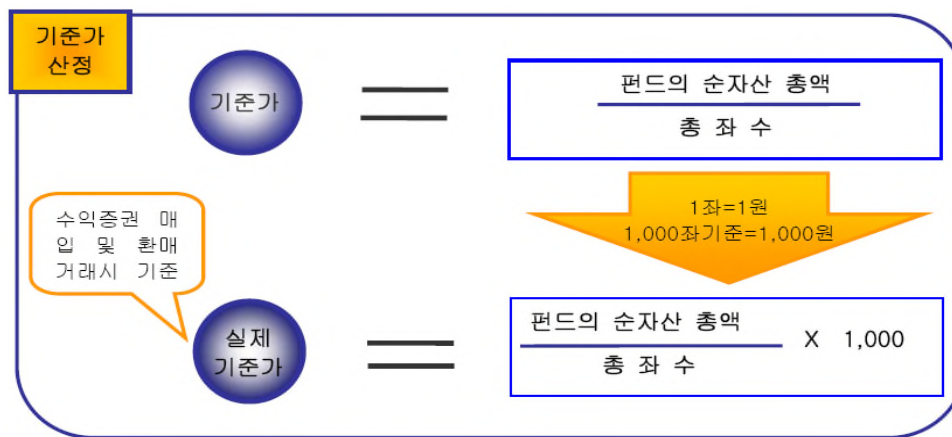 기준가
산정
기준가
펀드의 순자산 총액
총 좌 수
1좌=1원
1,000좌기준=1,000원
수익증권 매
입 및 환매
거래시 기준
실제
기준가
펀드의 순자산 총액
총 좌 수
X 1,000